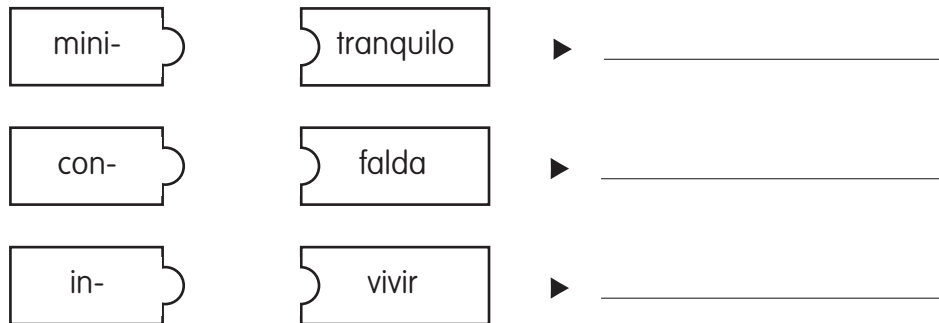 mini- tranquilo
con- falda
in- vivir